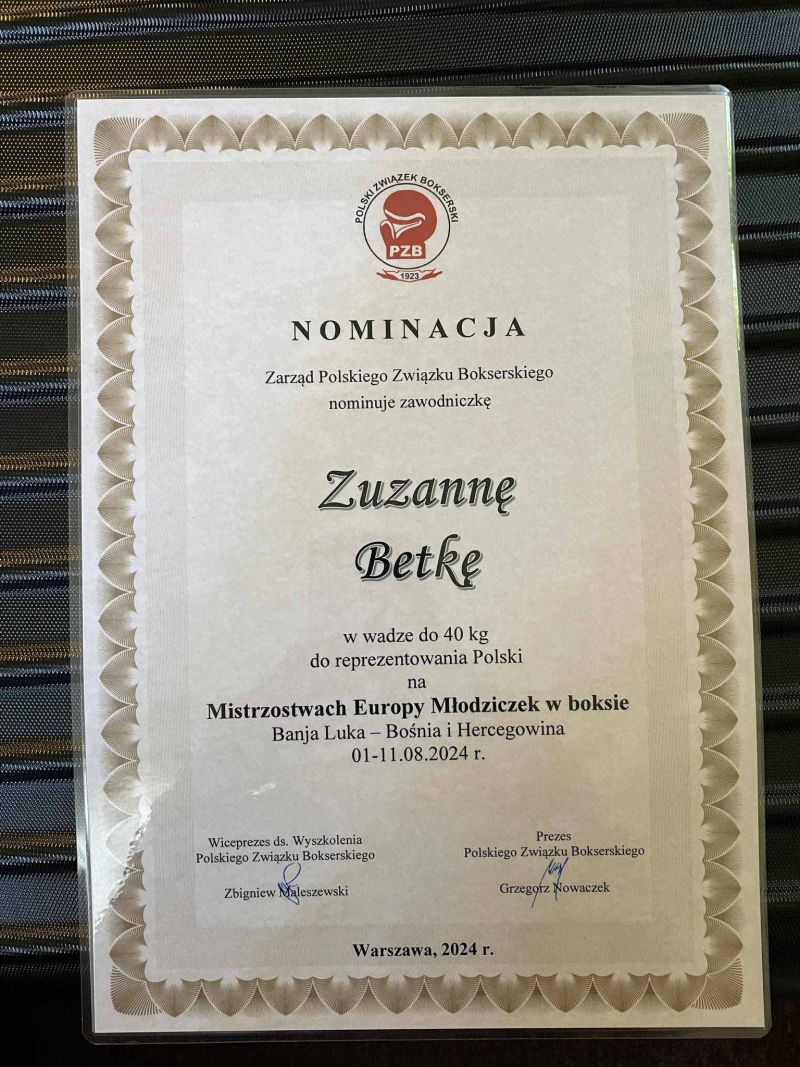 POLSKI ZWIĄZEK BOKSERSKI
PZB
1923
NOMINACJA
Zarząd Polskiego Związku Bokserskiego
nominuje zawodniczkę
Zuzannę
Betkę
w wadze do 40 kg
do reprezentowania Polski
na
Mistrzostwach Europy Młodziczek w boksie
Banja Luka – Bośnia i Hercegowina
01-11.08.2024 r.
Wiceprezes ds. Wyszkolenia
Polskiego Związku Bokserskiego
Zbigniew Maleszewski
Prezes
Polskiego Związku Bokserskiego
Grzegorz Nowaczek
Warszawa, 2024 r.